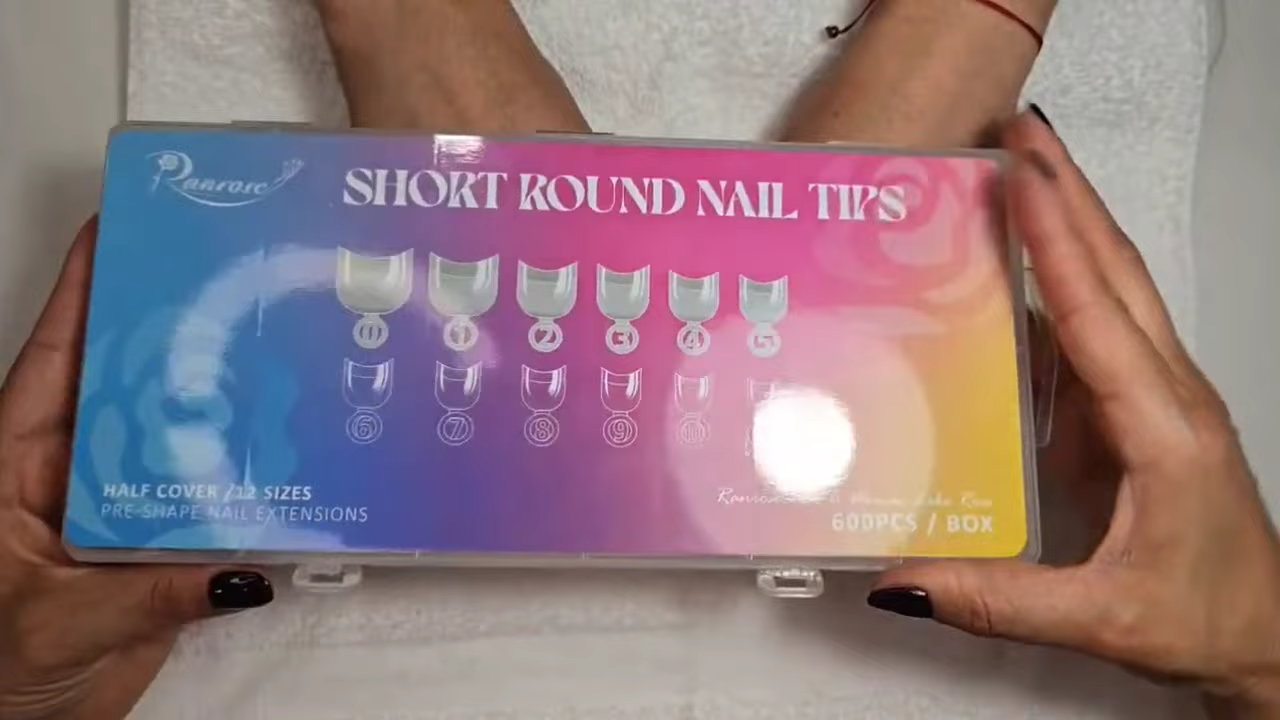 Ranrose
SHORT ROUND NAIL TIPS
0 1 2 3 4 5
6 7 8 9 10
HALF COVER /12 SIZES
PRE-SHAPE NAIL EXTENSIONS
600PCS / BOX